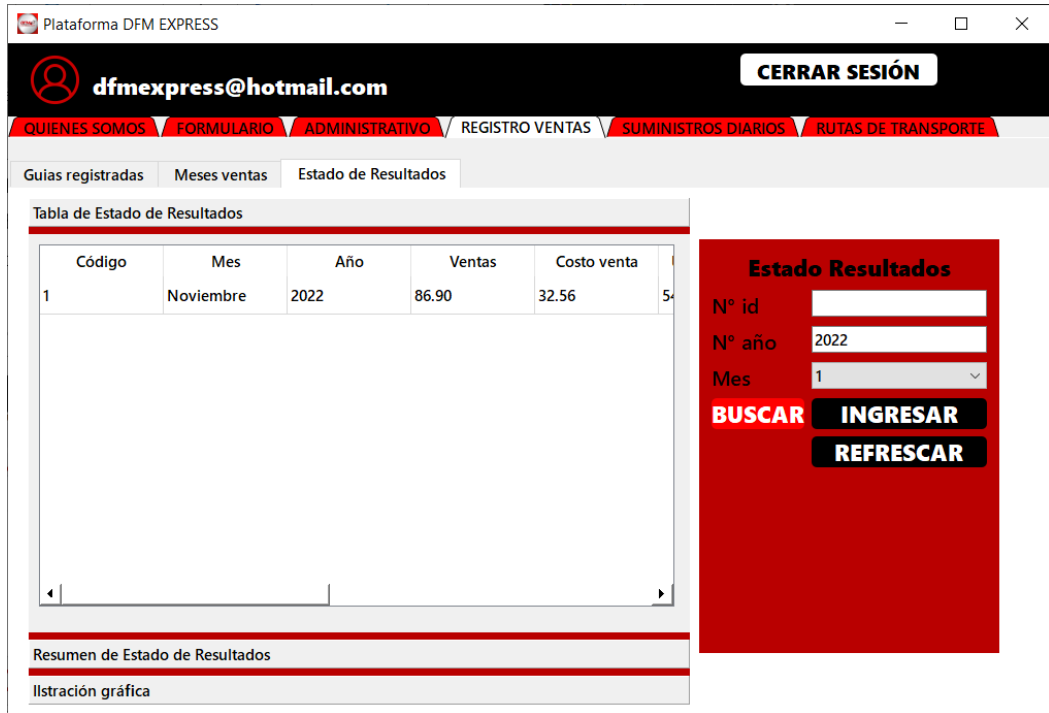 Plataforma DFM EXPRESS
dfmexpress@hotmail.com
CERRAR SESIÓN
QUIENES SOMOS FORMULARIO ADMINISTRATIVO REGISTRO VENTAS SUMINISTROS DIARIOS RUTAS DE TRANSPORTE
Guias registradas Meses ventas Estado de Resultados
Tabla de Estado de Resultados
Código Mes Año Ventas Costo venta
1 Noviembre 2022 86.90 32.56
Resumen de Estado de Resultados
Ilstración gráfica
Estado Resultados
N° id
N° año 2022
Mes 1
BUSCAR INGRESAR
REFRESCAR